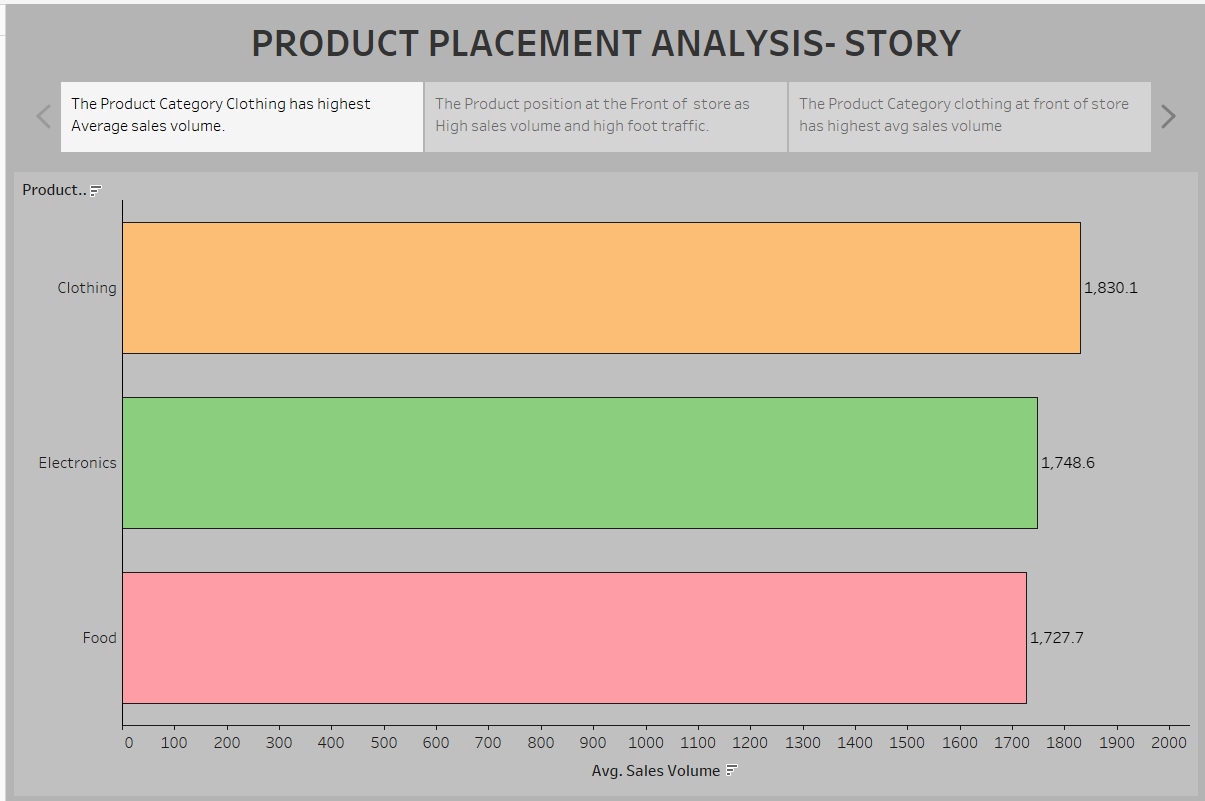 PRODUCT PLACEMENT ANALYSIS- STORY
The Product Category Clothing has highest
Average sales volume.
The Product position at the Front of store as
High sales volume and high foot traffic.
The Product Category clothing at front of store
has highest avg sales volume
Product..
Clothing
1,830.1
Electronics
1,748.6
Food
1,727.7
0 100 200 300 400 500 600 700 800 900 1000 1100 1200 1300 1400 1500 1600 1700 1800 1900 2000
Avg. Sales Volume